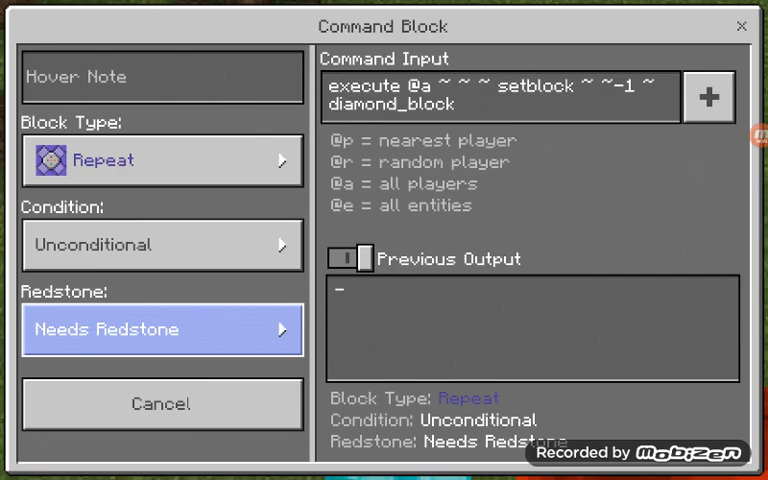 Command Block
Hover Note
Block Type:
Repeat
Condition:
Unconditional
Redstone:
Needs Redstone
Cancel
Command Input
execute @a ~ ~ ~ setblock ~ ~-1 ~
diamond_block
@p = nearest player
@r = random player
@a = all players
@e = all entities
Previous Output
-
Block Type: Repeat
Condition: Unconditional
Redstone: Needs Redstone
Recorded by mobizen